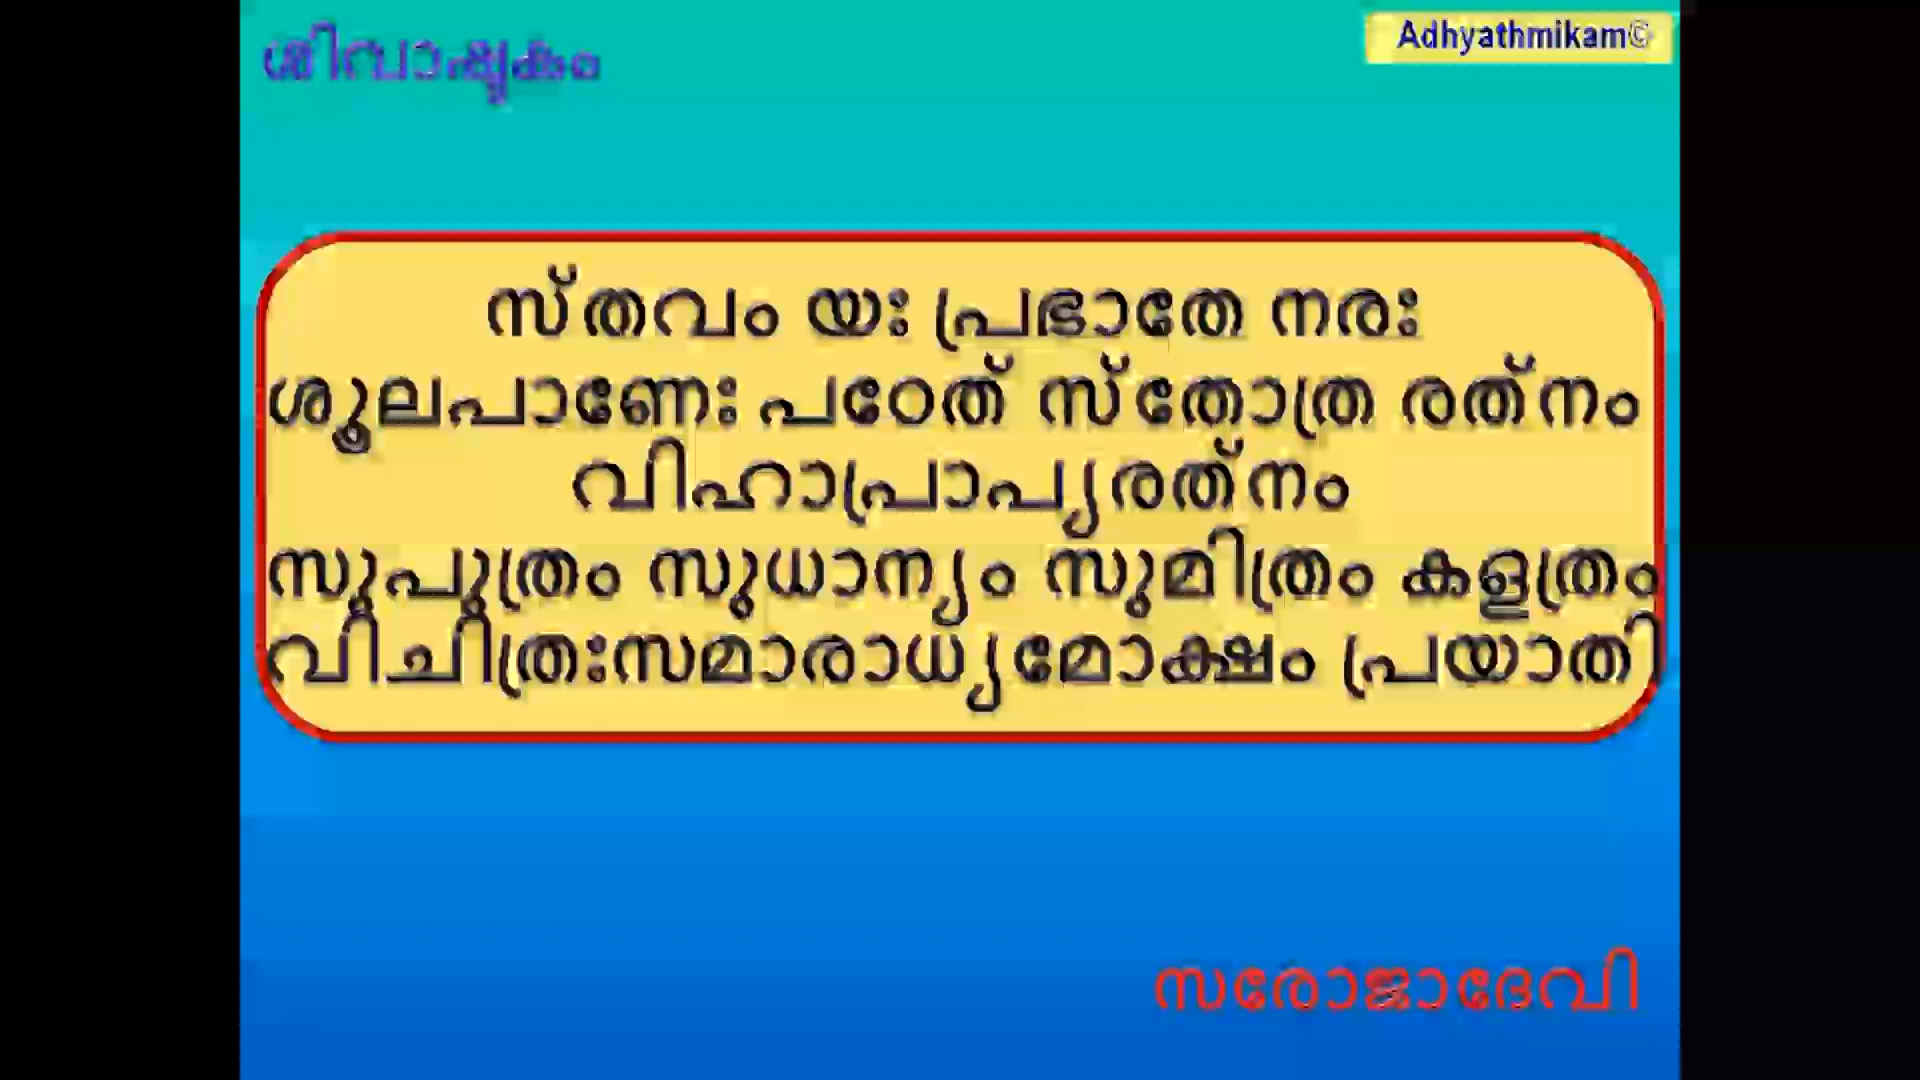 ശിവാഷ്ടകം
Adhyathmikam©
സ്തവം യഃ പ്രഭാതേ നരഃ
ശൂലപാണേഃ പഠേത് സ്തോത്ര രത്നം
വിഹാപ്രാപ്യരത്നം
സുപുത്രം സുധാന്യം സുമിത്രം കളത്രം
വിചിത്രഃസമാരാധ്യമോക്ഷം പ്രയാതി
സരോജാദേവി